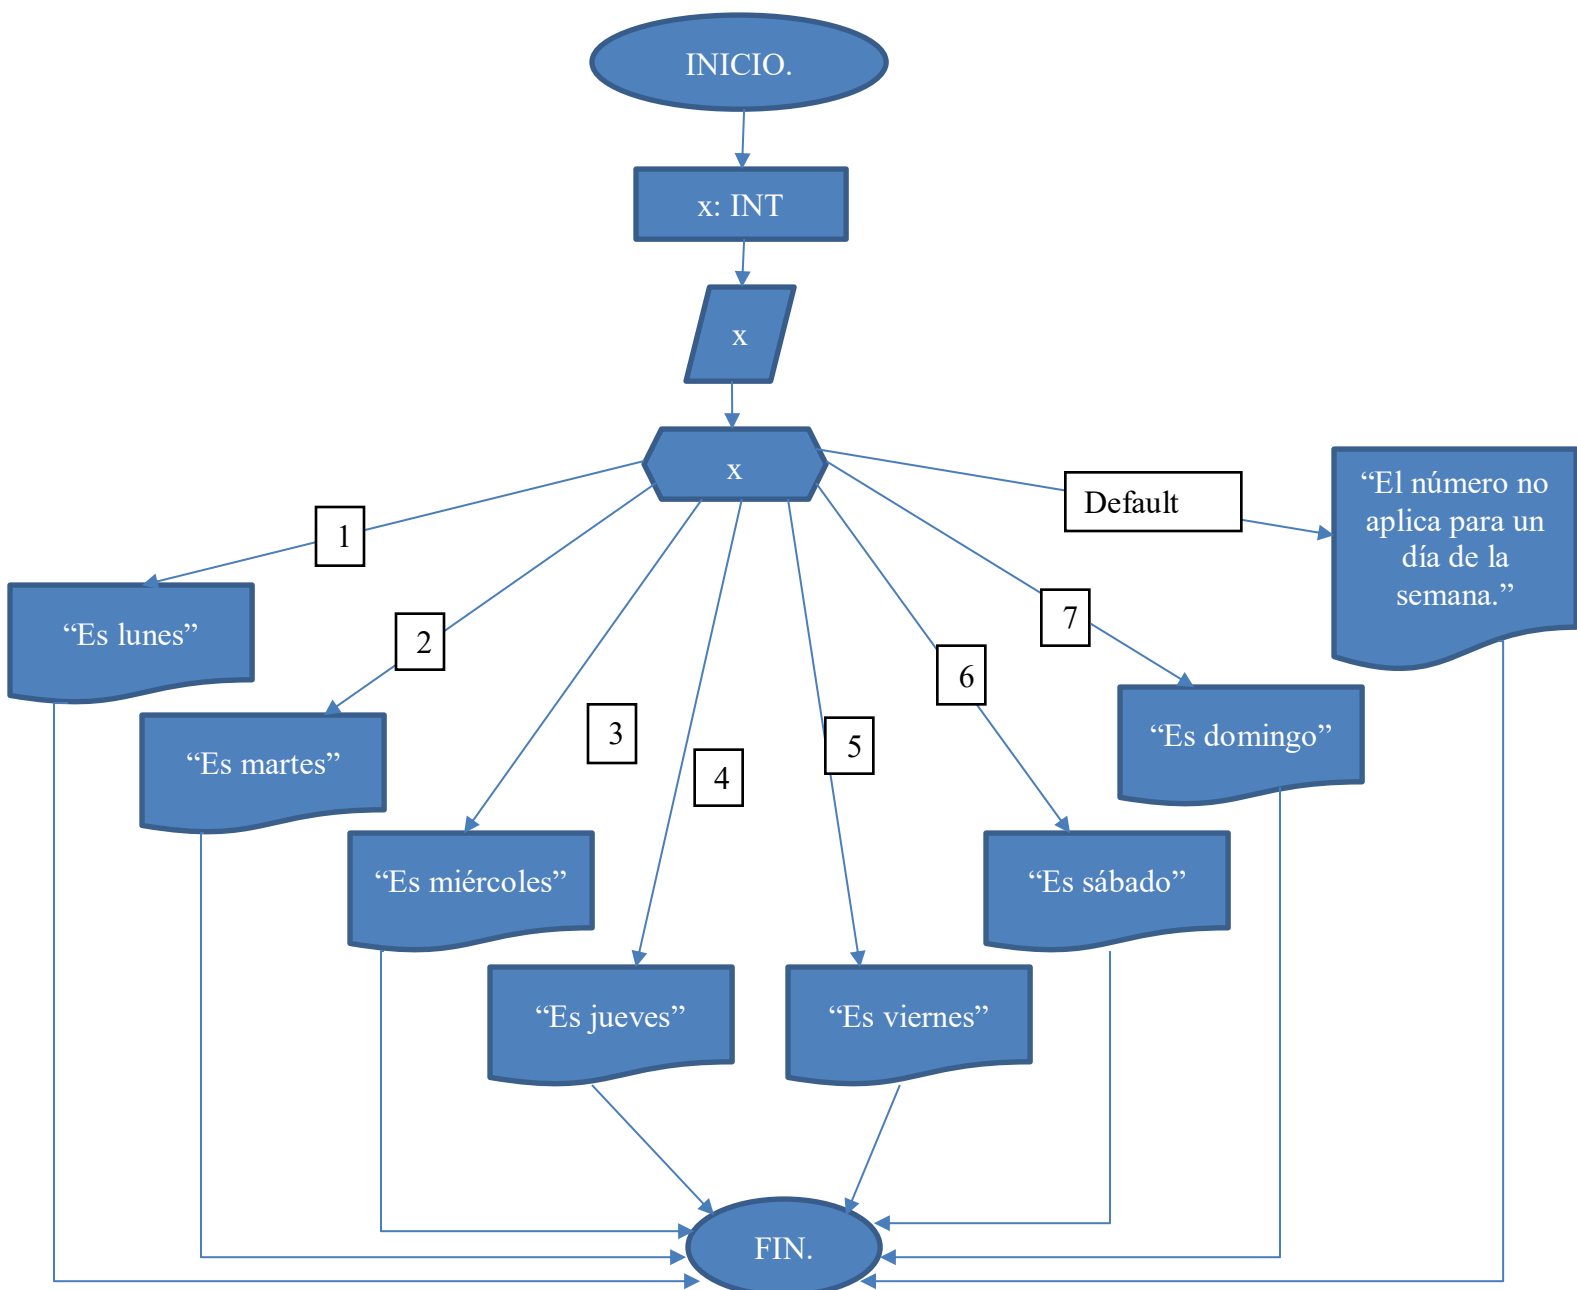 INICIO.
x: INT
x
x
Default
“El número no
aplica para un
día de la
semana.”
1
“Es lunes”
2
“Es martes”
3
“Es miércoles”
4
“Es jueves”
5
“Es viernes”
6
“Es sábado”
7
“Es domingo”
FIN.